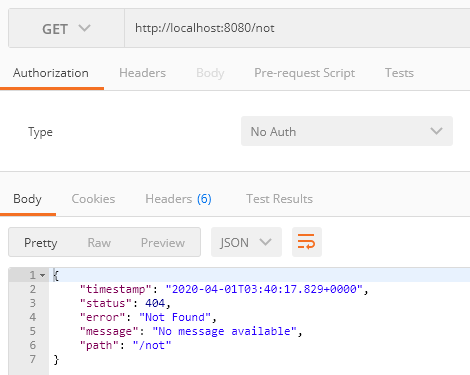 GET http://localhost:8080/not
Authorization Headers Body Pre-request Script Tests
Type No Auth
Body Cookies Headers (6) Test Results
Pretty Raw Preview JSON
1 {
2 "timestamp": "2020-04-01T03:40:17.829+0000",
3 "status": 404,
4 "error": "Not Found",
5 "message": "No message available",
6 "path": "/not"
7 }